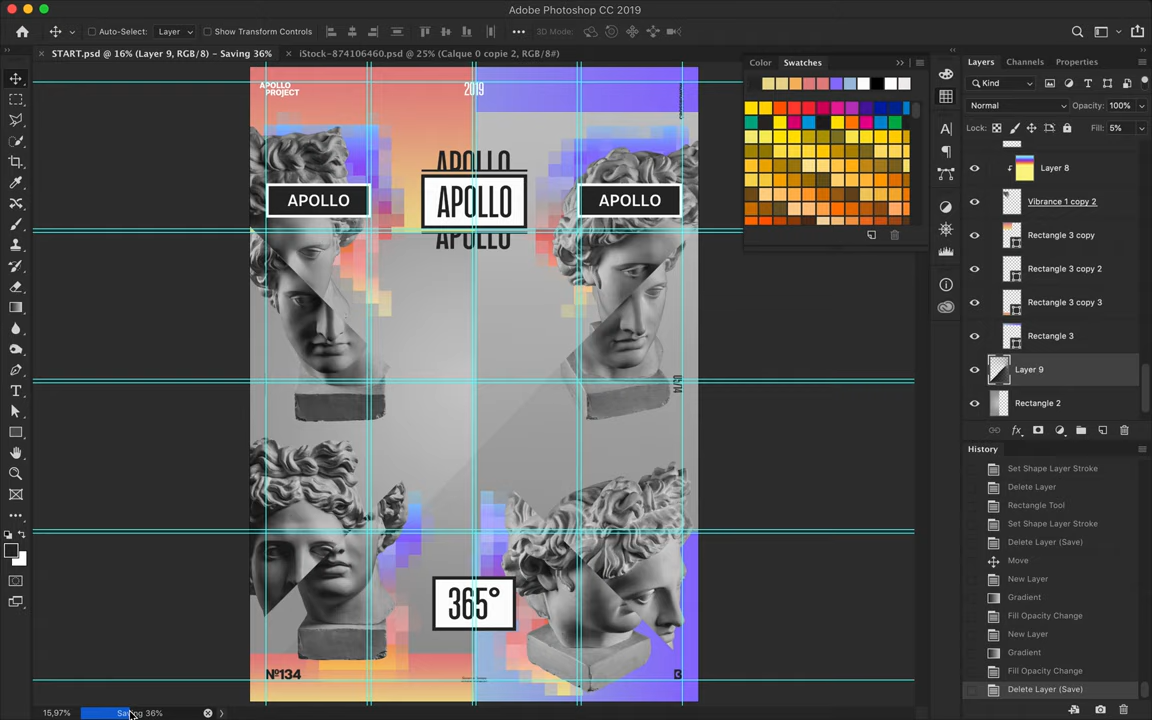 Adobe Photoshop CC 2019
Auto-Select:
Layer
Show Transform Controls
3D Mode:
START.psd @ 16% (Layer 9, RGB/8) - Saving 36%
iStock-874106460.psd @ 25% (Calque 0 copie 2, RGB/8#)
Color
Swatches
Layers
Channels
Properties
Kind
Normal
Opacity: 100%
Lock:
Fill: 5%
Layer 8
Vibrance 1 copy 2
Rectangle 3 copy
Rectangle 3 copy 2
Rectangle 3 copy 3
Rectangle 3
Layer 9
Rectangle 2
fx
History
Set Shape Layer Stroke
Delete Layer
Rectangle Tool
Set Shape Layer Stroke
Delete Layer (Save)
Move
New Layer
Gradient
Fill Opacity Change
New Layer
Gradient
Fill Opacity Change
Delete Layer (Save)
APOLLO
PROJECT
2019
APOLLO
APOLLO
APOLLO
APOLLO
APOLLO
05/14
365°
Nº134
15,97%
Saving 36%